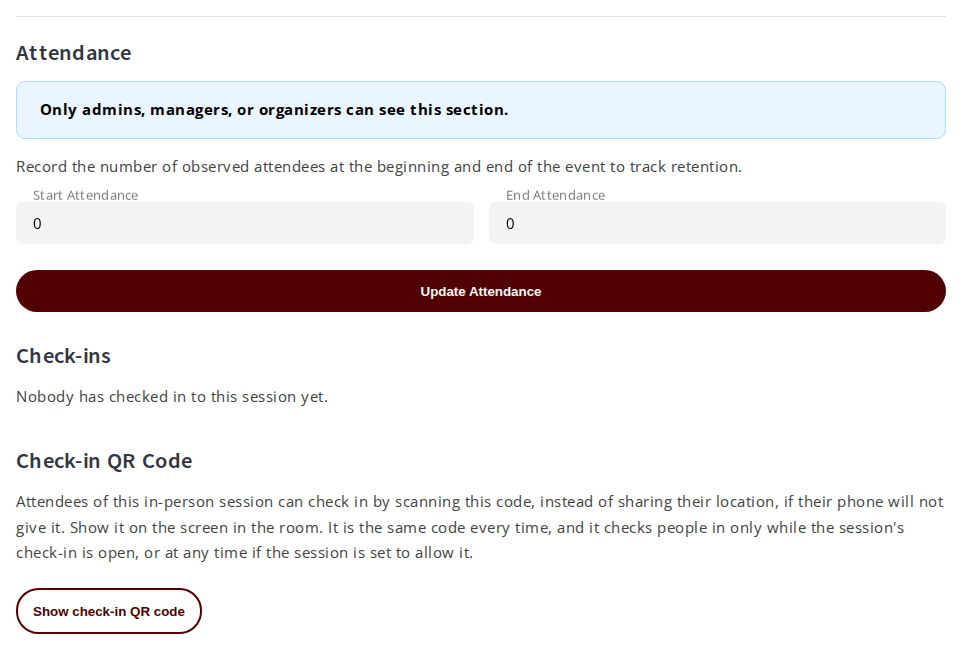 Attendance
Only admins, managers, or organizers can see this section.
Record the number of observed attendees at the beginning and end of the event to track retention.
Start Attendance
End Attendance
0
0
Update Attendance
Check-ins
Nobody has checked in to this session yet.
Check-in QR Code
Attendees of this in-person session can check in by scanning this code, instead of sharing their location, if their phone will not
give it. Show it on the screen in the room. It is the same code every time, and it checks people in only while the session's
check-in is open, or at any time if the session is set to allow it.
Show check-in QR code